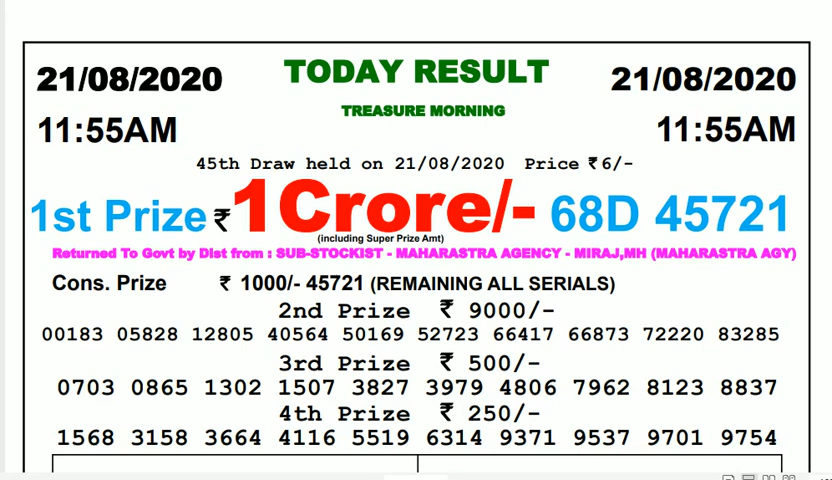 21/08/2020 TODAY RESULT 21/08/2020
TREASURE MORNING
11:55AM 11:55AM
45th Draw held on 21/08/2020 Price ₹6/-
1st Prize ₹1Crore/- 68D 45721
(including Super Prize Amt)
Returned To Govt by Dist from : SUB-STOCKIST - MAHARASTRA AGENCY - MIRAJ,MH (MAHARASTRA AGY)
Cons. Prize ₹ 1000/- 45721 (REMAINING ALL SERIALS)
2nd Prize ₹ 9000/-
00183 05828 12805 40564 50169 52723 66417 66873 72220 83285
3rd Prize ₹ 500/-
0703 0865 1302 1507 3827 3979 4806 7962 8123 8837
4th Prize ₹ 250/-
1568 3158 3664 4116 5519 6314 9371 9537 9701 9754